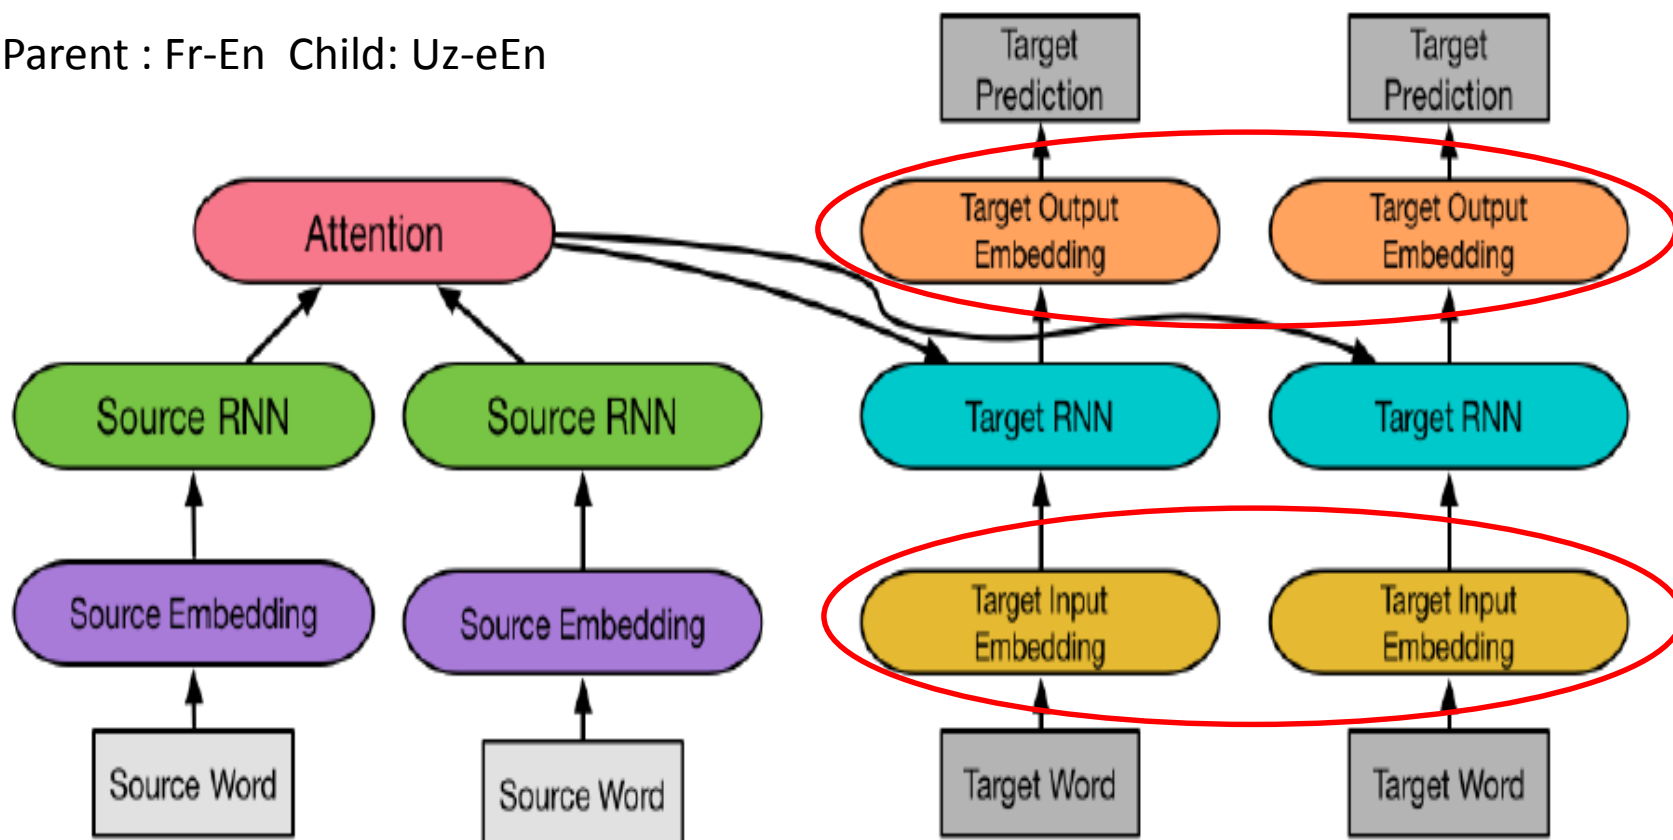 Parent : Fr-En  Child: Uz-eEn
Target
Prediction
Target
Prediction
Attention
Target Output
Embedding
Target Output
Embedding
Source RNN
Source RNN
Target RNN
Target RNN
Source Embedding
Source Embedding
Target Input
Embedding
Target Input
Embedding
Source Word
Source Word
Target Word
Target Word